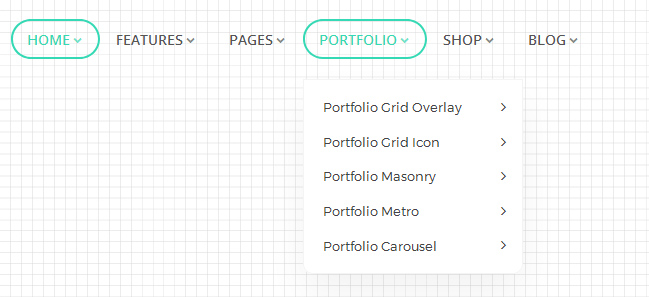 HOME FEATURES PAGES PORTFOLIO SHOP BLOG
Portfolio Grid Overlay
Portfolio Grid Icon
Portfolio Masonry
Portfolio Metro
Portfolio Carousel